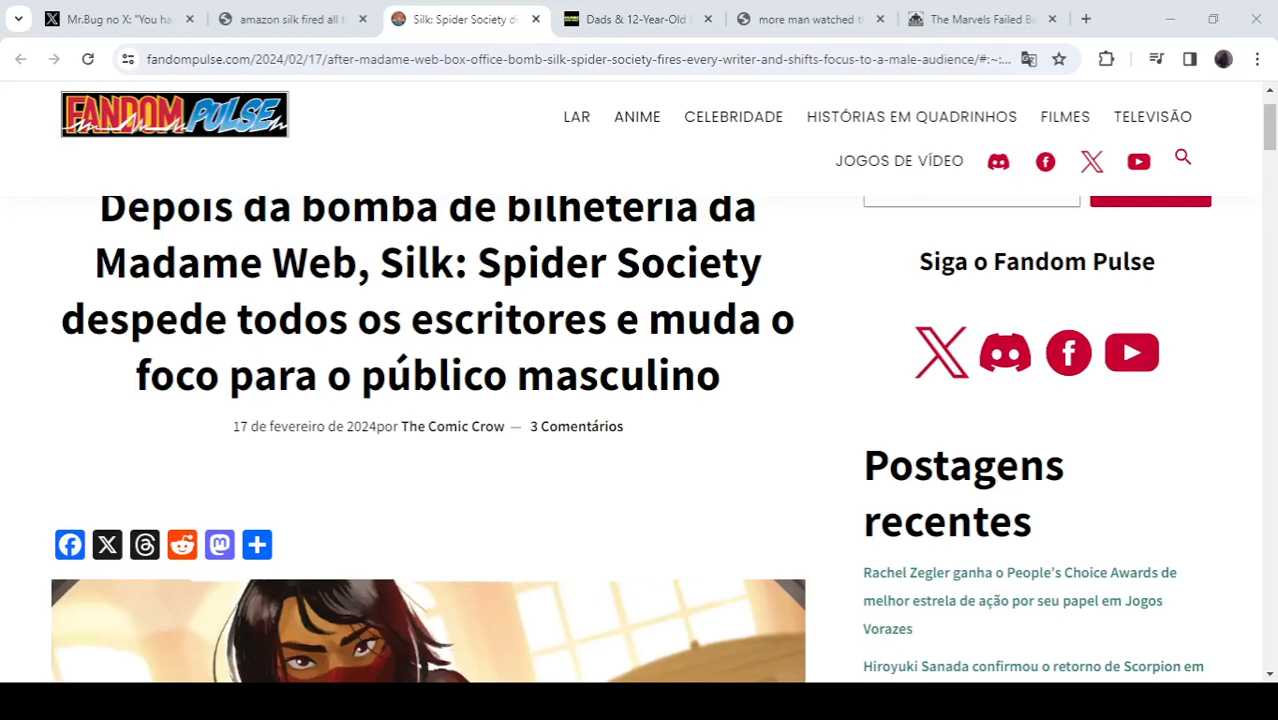 Mr.Bug no X: "You ha
amazon silk fired all t
Silk: Spider Society di
Dads & 12-Year-Old
more man watched t
The Marvels Failed Be
fandompulse.com/2024/02/17/after-madame-web-box-office-bomb-silk-spider-society-fires-every-writer-and-shifts-focus-to-a-male-audience/#:~:...
FANDOM PULSE
LAR ANIME CELEBRIDADE HISTÓRIAS EM QUADRINHOS FILMES TELEVISÃO
JOGOS DE VÍDEO
Depois da bomba de bilheteria da
Madame Web, Silk: Spider Society
despede todos os escritores e muda o
foco para o público masculino
17 de fevereiro de 2024por The Comic Crow — 3 Comentários
Siga o Fandom Pulse
Postagens
recentes
Rachel Zegler ganha o People's Choice Awards de
melhor estrela de ação por seu papel em Jogos
Vorazes
Hiroyuki Sanada confirmou o retorno de Scorpion em